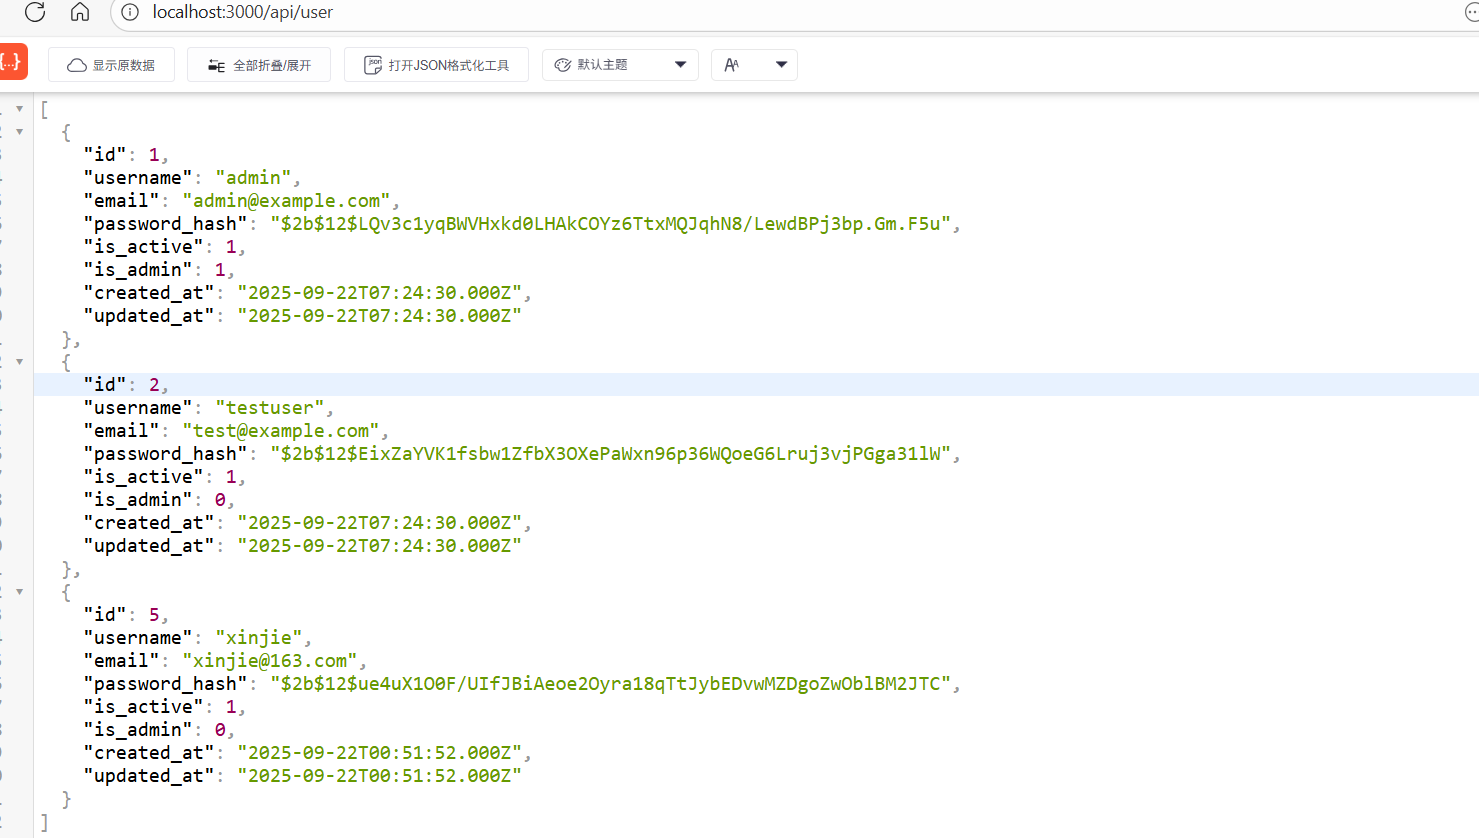 localhost:3000/api/user
{...} 显示原数据 全部折叠/展开 打开JSON格式化工具 默认主题 AA
[
{
"id": 1,
"username": "admin",
"email": "admin@example.com",
"password_hash": "$2b$12$LQv3c1yqBWVHxkd0LHAkCOYz6TtxMQJqhN8/LewdBPj3bp.Gm.F5u",
"is_active": 1,
"is_admin": 1,
"created_at": "2025-09-22T07:24:30.000Z",
"updated_at": "2025-09-22T07:24:30.000Z"
},
{
"id": 2,
"username": "testuser",
"email": "test@example.com",
"password_hash": "$2b$12$EixZaYVK1fsbw1ZfbX3OXePaWxn96p36WQoeG6Lruj3vjPGga31lW",
"is_active": 1,
"is_admin": 0,
"created_at": "2025-09-22T07:24:30.000Z",
"updated_at": "2025-09-22T07:24:30.000Z"
},
{
"id": 5,
"username": "xinjie",
"email": "xinjie@163.com",
"password_hash": "$2b$12$ue4uX1O0F/UIfJBiAeoe2Oyra18qTtJybEDvwMZDgoZwOblBM2JTC",
"is_active": 1,
"is_admin": 0,
"created_at": "2025-09-22T00:51:52.000Z",
"updated_at": "2025-09-22T00:51:52.000Z"
}
]